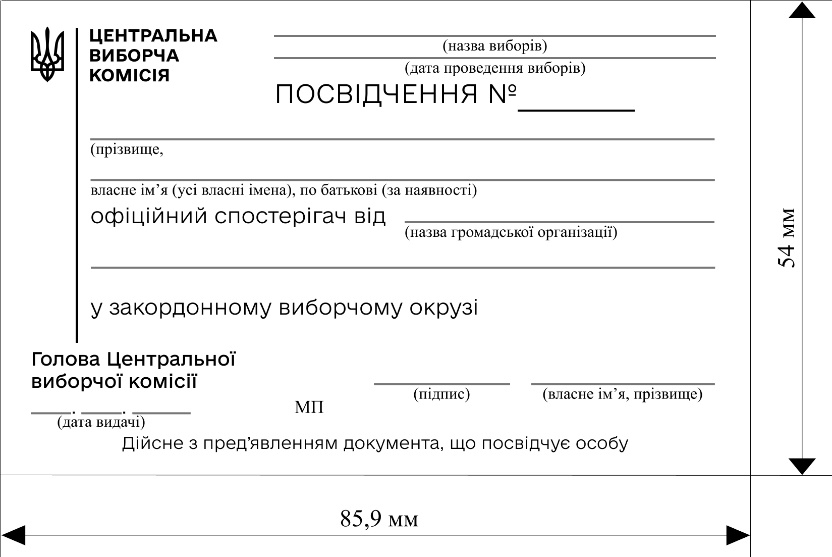 ЦЕНТРАЛЬНА
ВИБОРЧА
КОМІСІЯ
(назва виборів)
(дата проведення виборів)
ПОСВІДЧЕННЯ №
(прізвище,
власне ім’я (усі власні імена), по батькові (за наявності)
офіційний спостерігач від
(назва громадської організації)
у закордонному виборчому окрузі
Голова Центральної
виборчої комісії
(підпис)
(власне ім’я, прізвище)
. .
(дата видачі)
МП
Дійсне з пред’явленням документа, що посвідчує особу
54 мм
85,9 мм